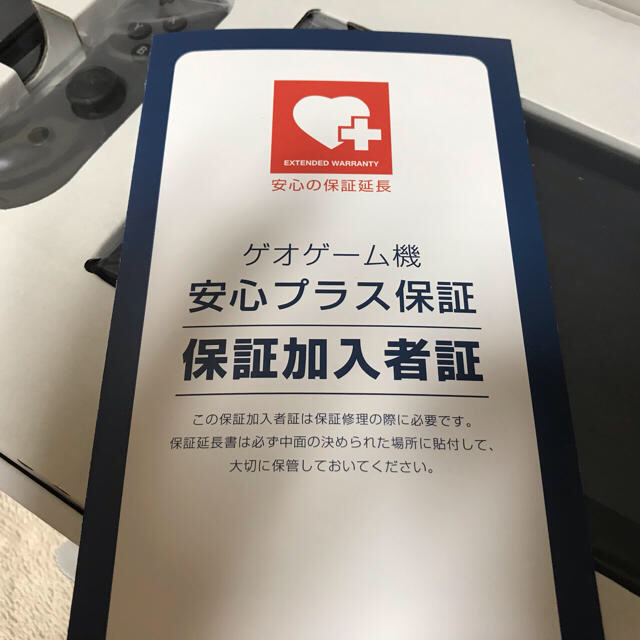 EXTENDED WARRANTY
安心の保証延長
ゲオゲーム機
安心プラス保証
保証加入者証
この保証加入者証は保証修理の際に必要です。
保証延長書は必ず中面の決められた場所に貼付して、
大切に保管しておいてください。